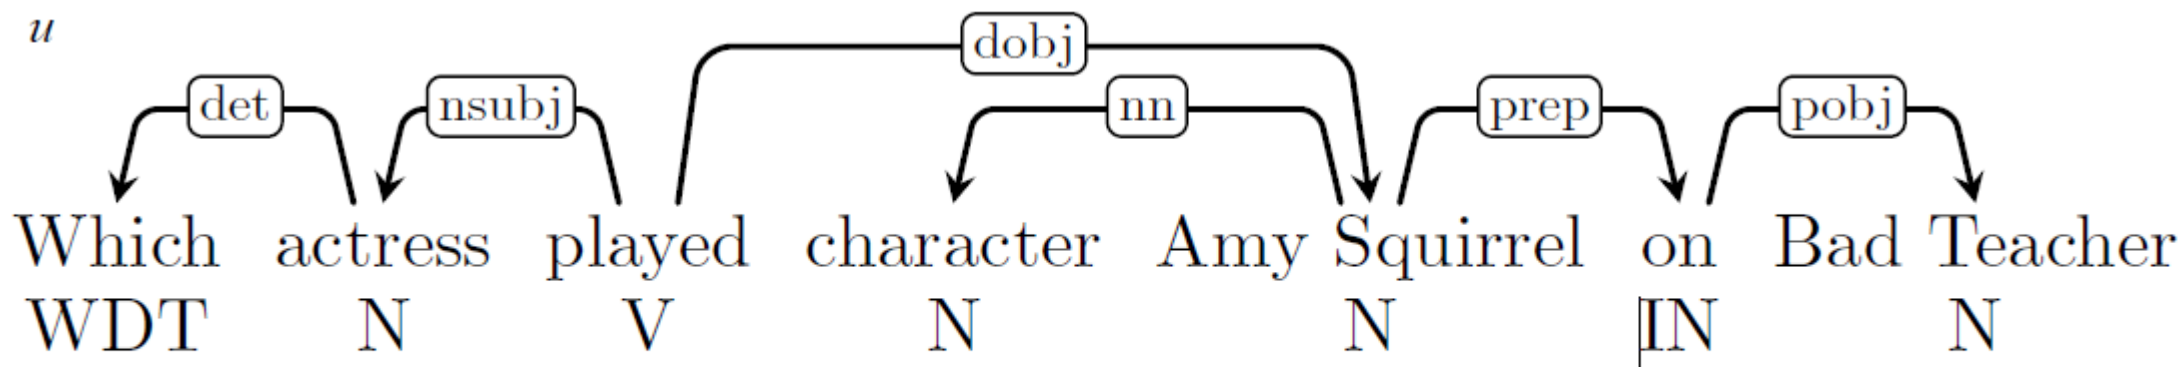 u
dobj
det nsubj nn prep pobj
Which actress played character Amy Squirrel on Bad Teacher
WDT N V N N IN N